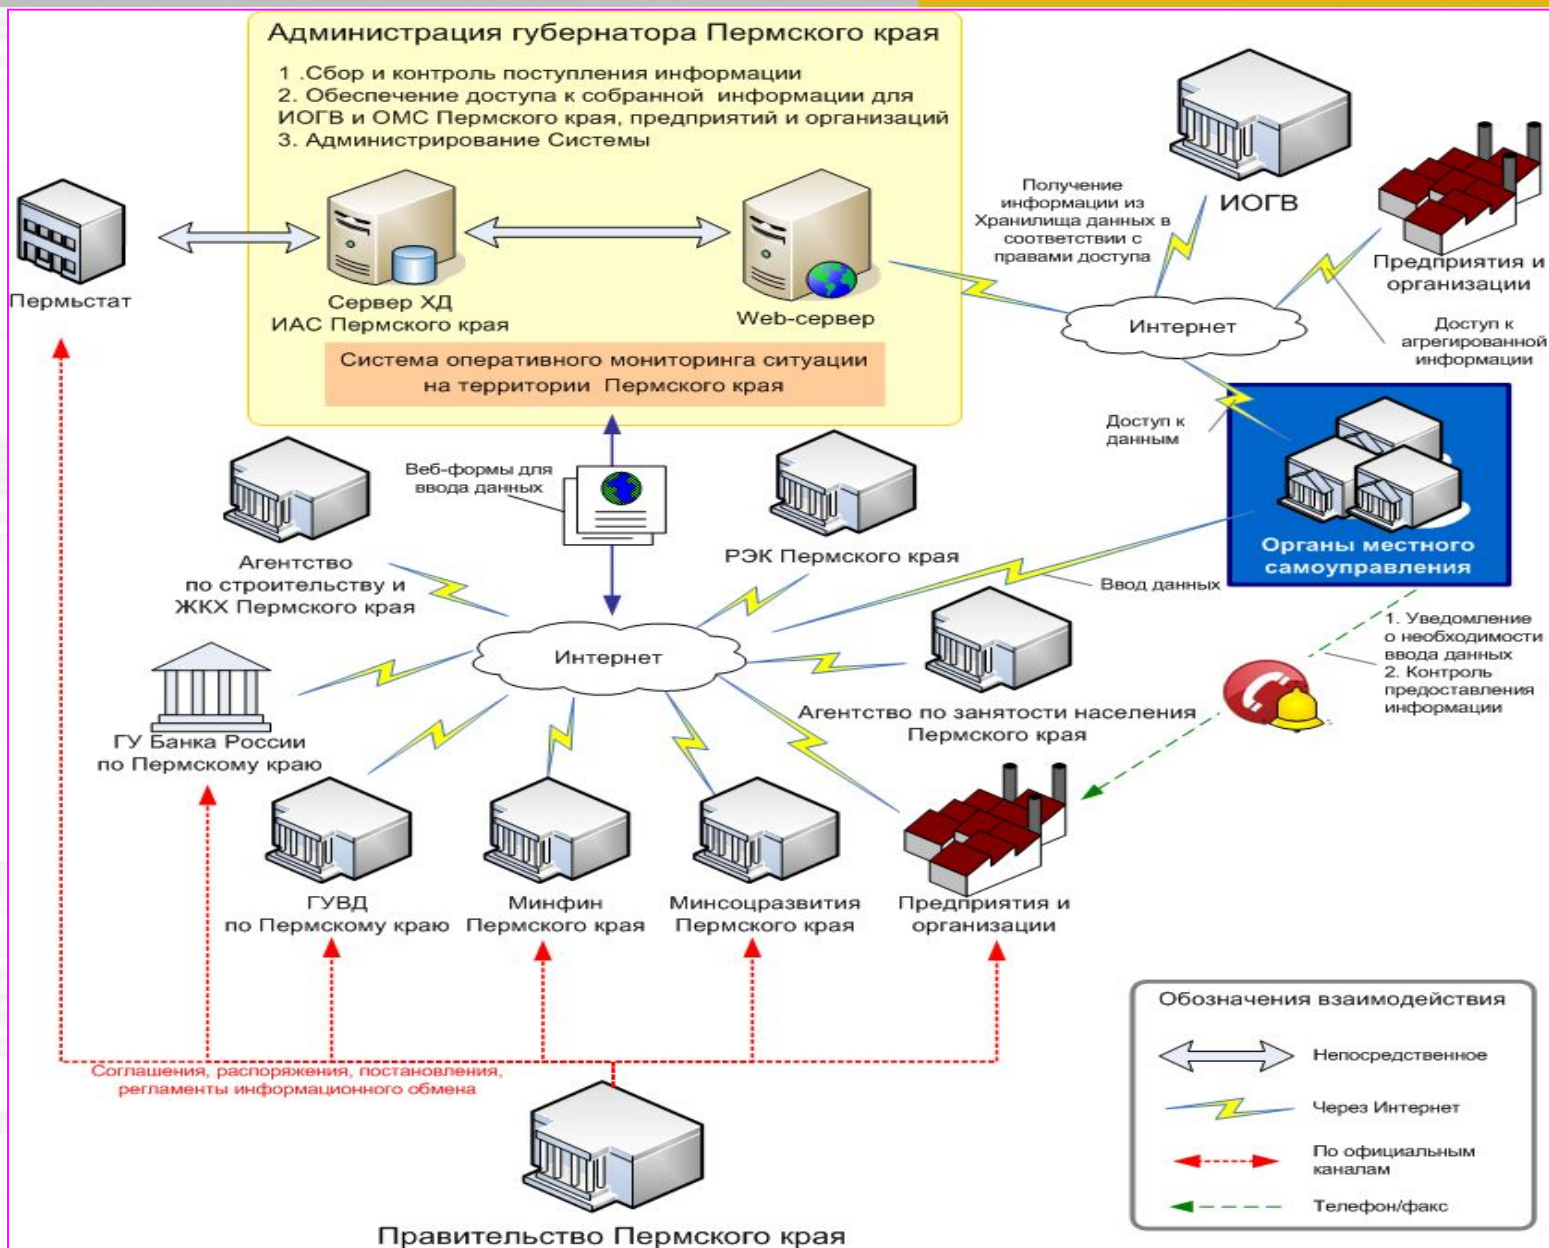 Администрация губернатора Пермского края
1 .Сбор и контроль поступления информации
2. Обеспечение доступа к собранной информации для
ИОГВ и ОМС Пермского края, предприятий и организаций
3. Администрирование Системы
Пермьстат
Сервер ХД
ИАС Пермского края
Web-сервер
Система оперативного мониторинга ситуации
на территории Пермского края
Получение
информации из
Хранилища данных в
соответствии с
правами доступа
ИОГВ
Предприятия и
организации
Интернет
Доступ к
агрегированной
информации
Доступ к
данным
Органы местного
самоуправления
Веб-формы для
ввода данных
Агентство
по строительству и
ЖКХ Пермского края
РЭК Пермского края
Ввод данных
1. Уведомление
о необходимости
ввода данных
2. Контроль
предоставления
информации
Интернет
ГУ Банка России
по Пермскому краю
Агентство по занятости населения
Пермского края
ГУВД
по Пермскому краю
Минфин
Пермского края
Минсоцразвития
Пермского края
Предприятия и
организации
Соглашения, распоряжения, постановления,
регламенты информационного обмена
Правительство Пермского края
Обозначения взаимодействия
Непосредственное
Через Интернет
По официальным
каналам
Телефон/факс